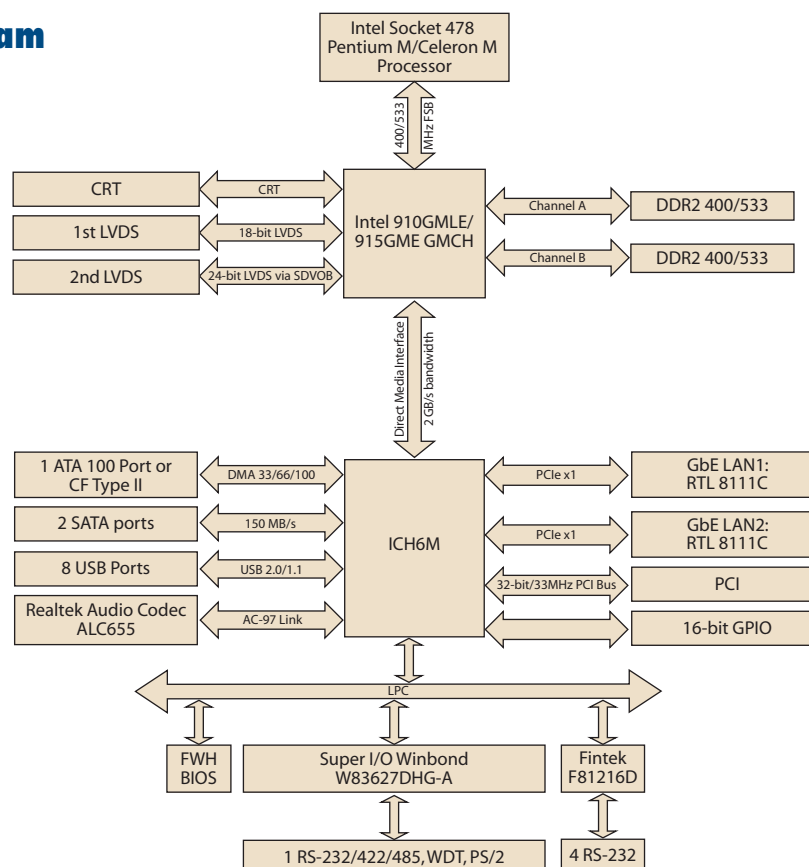 am
Intel Socket 478
Pentium M/Celeron M
Processor
400/533
MHz FSB
CRT
CRT
1st LVDS
18-bit LVDS
2nd LVDS
24-bit LVDS via SDVOB
Intel 910GMLE/
915GME GMCH
Channel A
DDR2 400/533
Channel B
DDR2 400/533
Direct Media Interface
2 GB/s bandwidth
1 ATA 100 Port or
CF Type II
DMA 33/66/100
2 SATA ports
150 MB/s
8 USB Ports
USB 2.0/1.1
Realtek Audio Codec
ALC655
AC-97 Link
ICH6M
PCIe x1
GbE LAN1:
RTL 8111C
PCIe x1
GbE LAN2:
RTL 8111C
32-bit/33MHz PCI Bus
PCI
16-bit GPIO
LPC
FWH
BIOS
Super I/O Winbond
W83627DHG-A
Fintek
F81216D
1 RS-232/422/485, WDT, PS/2
4 RS-232